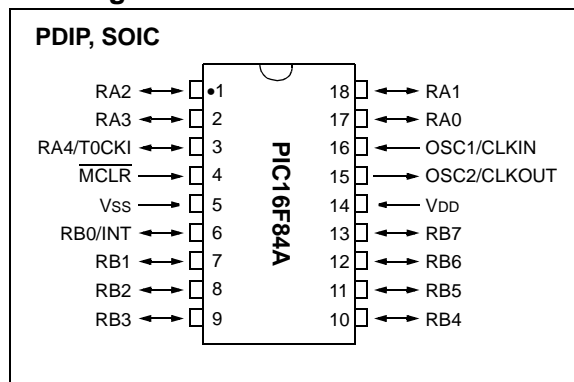 PDIP, SOIC
RA2 •1 18 RA1
RA3 2 17 RA0
RA4/T0CKI 3 16 OSC1/CLKIN
MCLR 4 15 OSC2/CLKOUT
VSS 5 14 VDD
RB0/INT 6 13 RB7
RB1 7 12 RB6
RB2 8 11 RB5
RB3 9 10 RB4
PIC16F84A